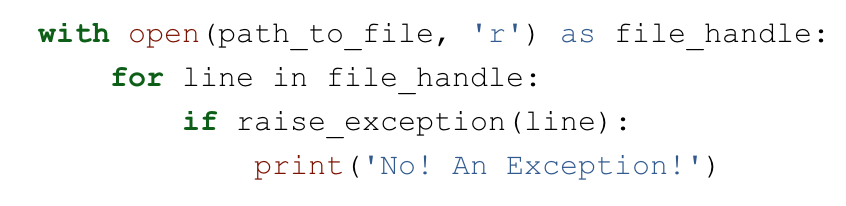 with open(path_to_file, 'r') as file_handle:
    for line in file_handle:
        if raise_exception(line):
            print('No! An Exception!')